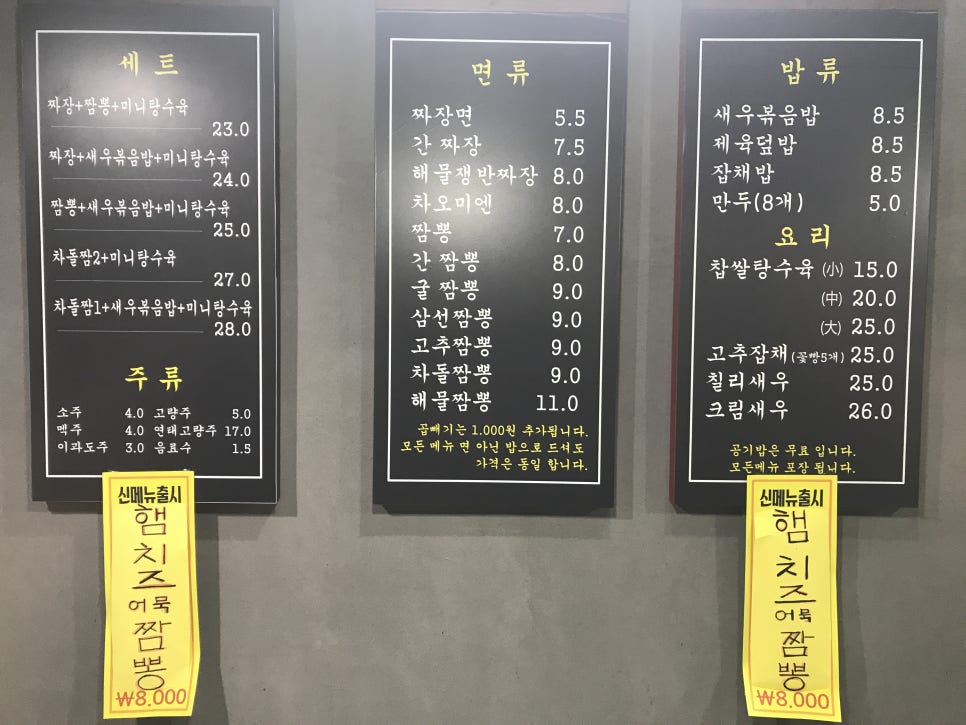 세트
짜장+짬뽕+미니탕수육
23.0
짜장+새우볶음밥+미니탕수육
24.0
짬뽕+새우볶음밥+미니탕수육
25.0
차돌짬2+미니탕수육
27.0
차돌짬1+새우볶음밥+미니탕수육
28.0
주류
소주 4.0 고량주 5.0
맥주 4.0 연태고량주 17.0
이과도주 3.0 음료수 1.5
신메뉴출시
햄
치
즈
어묵
짬
뽕
₩8.000
면류
짜장면 5.5
간 짜장 7.5
해물쟁반짜장 8.0
차오미엔 8.0
짬뽕 7.0
간 짬뽕 8.0
굴 짬뽕 9.0
삼선짬뽕 9.0
고추짬뽕 9.0
차돌짬뽕 9.0
해물짬뽕 11.0
곱빼기는 1.000원 추가됩니다.
모든 메뉴 면 아닌 밥으로 드셔도
가격은 동일 합니다.
밥류
새우볶음밥 8.5
제육덮밥 8.5
잡채밥 8.5
만두(8개) 5.0
요리
찹쌀탕수육 (小) 15.0
(中) 20.0
(大) 25.0
고추잡채(꽃빵5개) 25.0
칠리새우 25.0
크림새우 26.0
공기밥은 무료 입니다.
모든메뉴 포장 됩니다.
신메뉴출시
햄
치
즈
어묵
짬
뽕
₩8.000